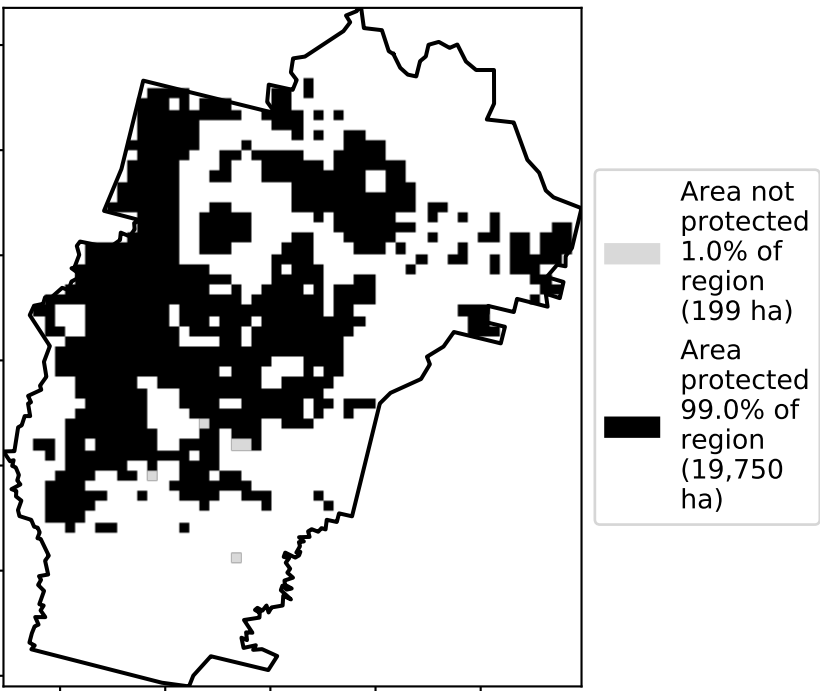 Area not
protected
1.0% of
region
(199 ha)
Area
protected
99.0% of
region
(19,750
ha)